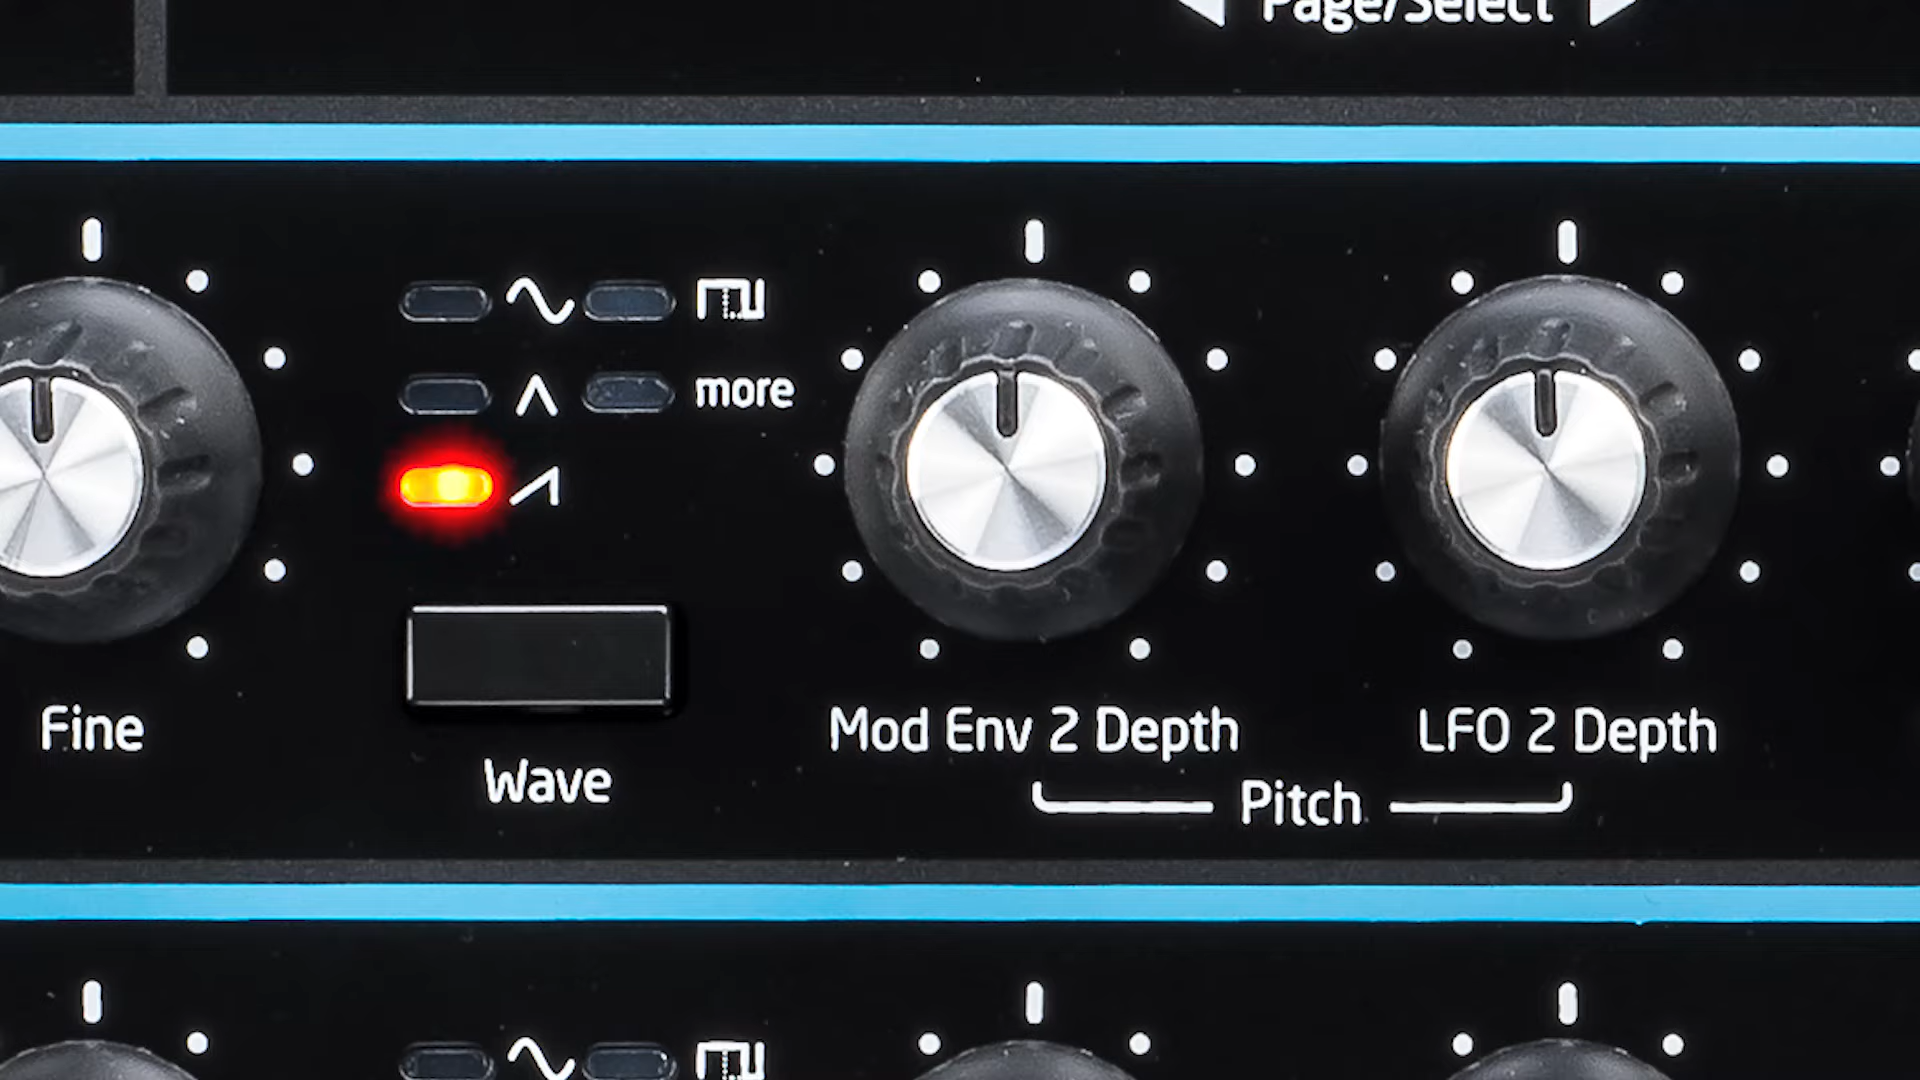 Page/Select
more
Fine
Wave
Mod Env 2 Depth
LFO 2 Depth
Pitch